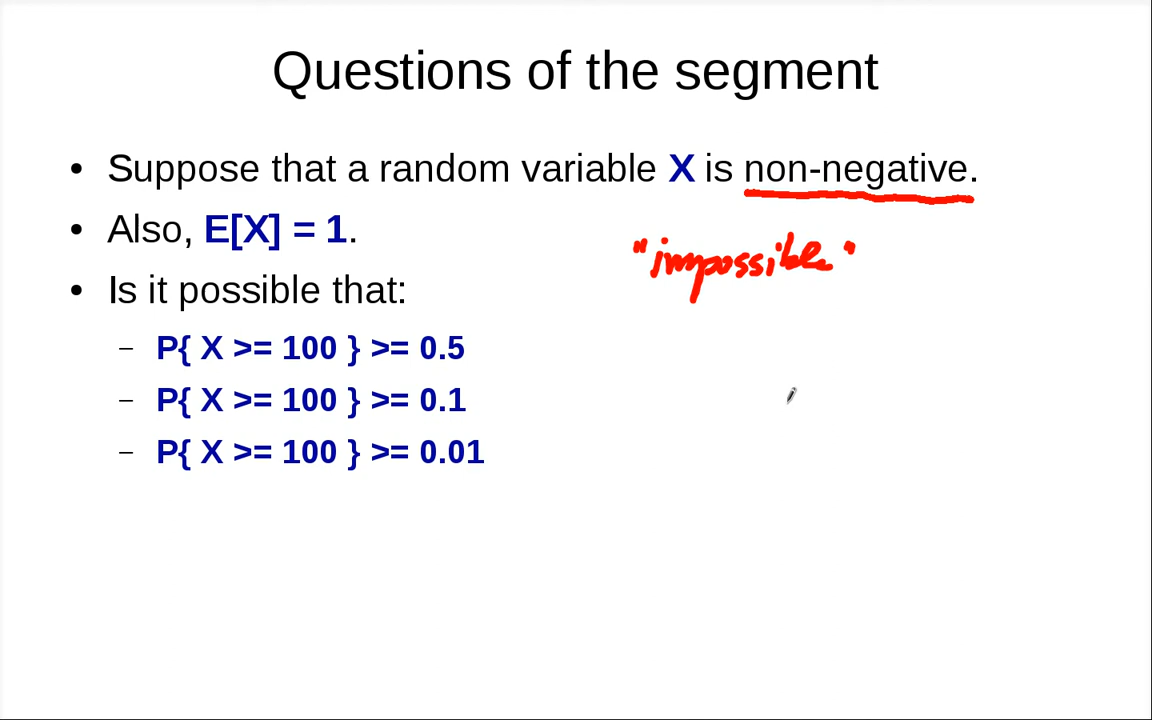 Questions of the segment
• Suppose that a random variable X is non-negative.
• Also, E[X] = 1.
"impossible"
• Is it possible that:
– P{ X >= 100 } >= 0.5
– P{ X >= 100 } >= 0.1
– P{ X >= 100 } >= 0.01